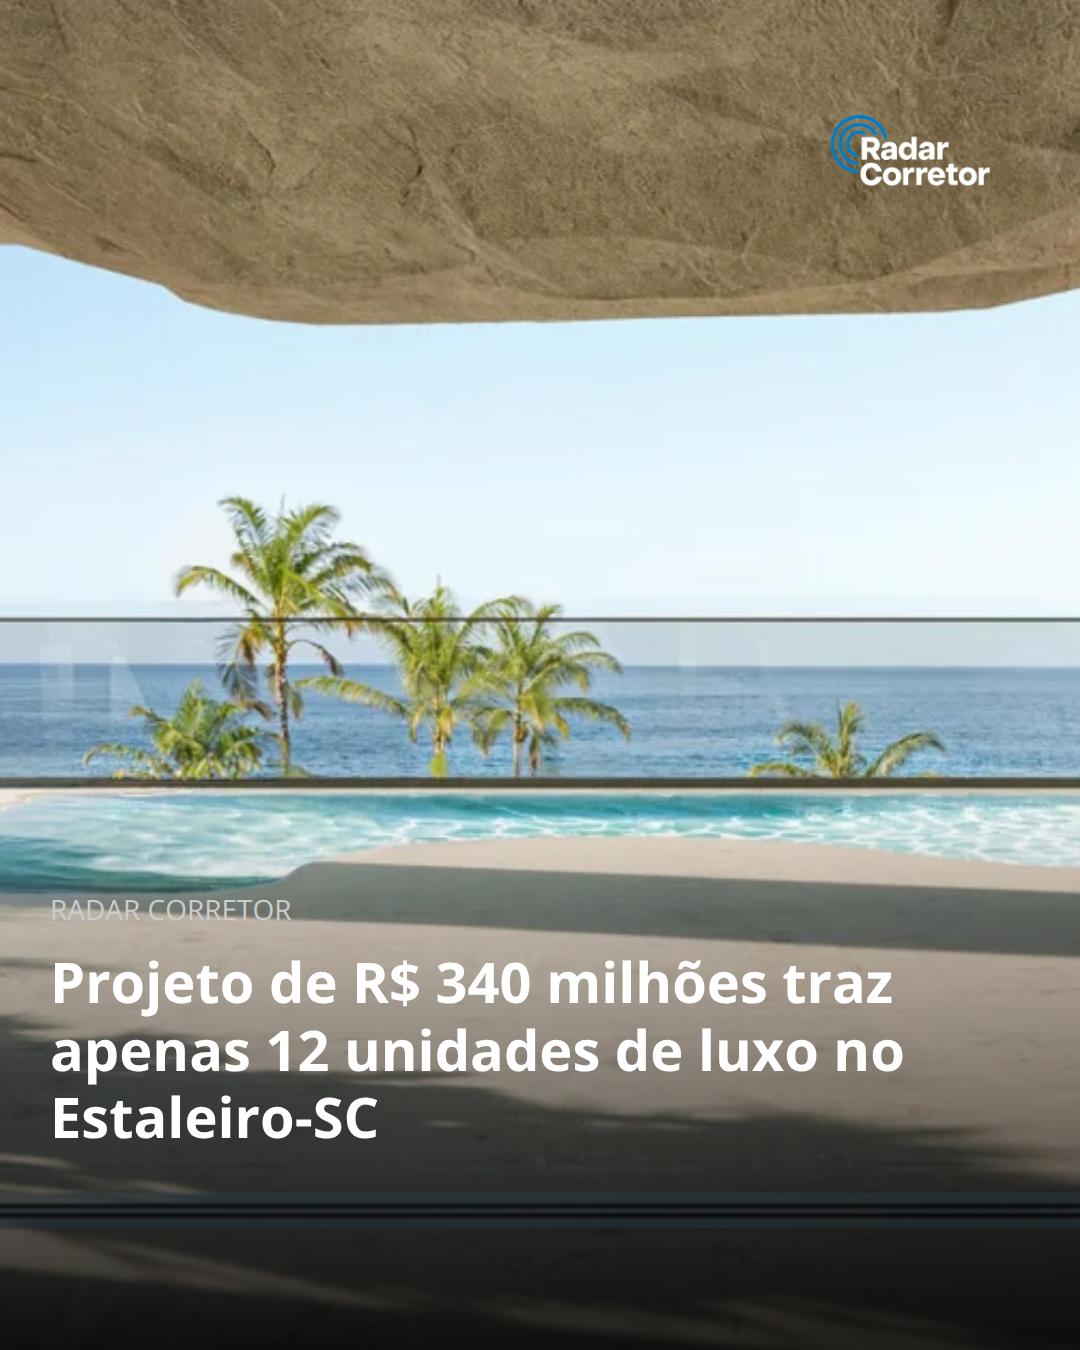 Radar
Corretor
RADAR CORRETOR
Projeto de R$ 340 milhões traz
apenas 12 unidades de luxo no
Estaleiro-SC